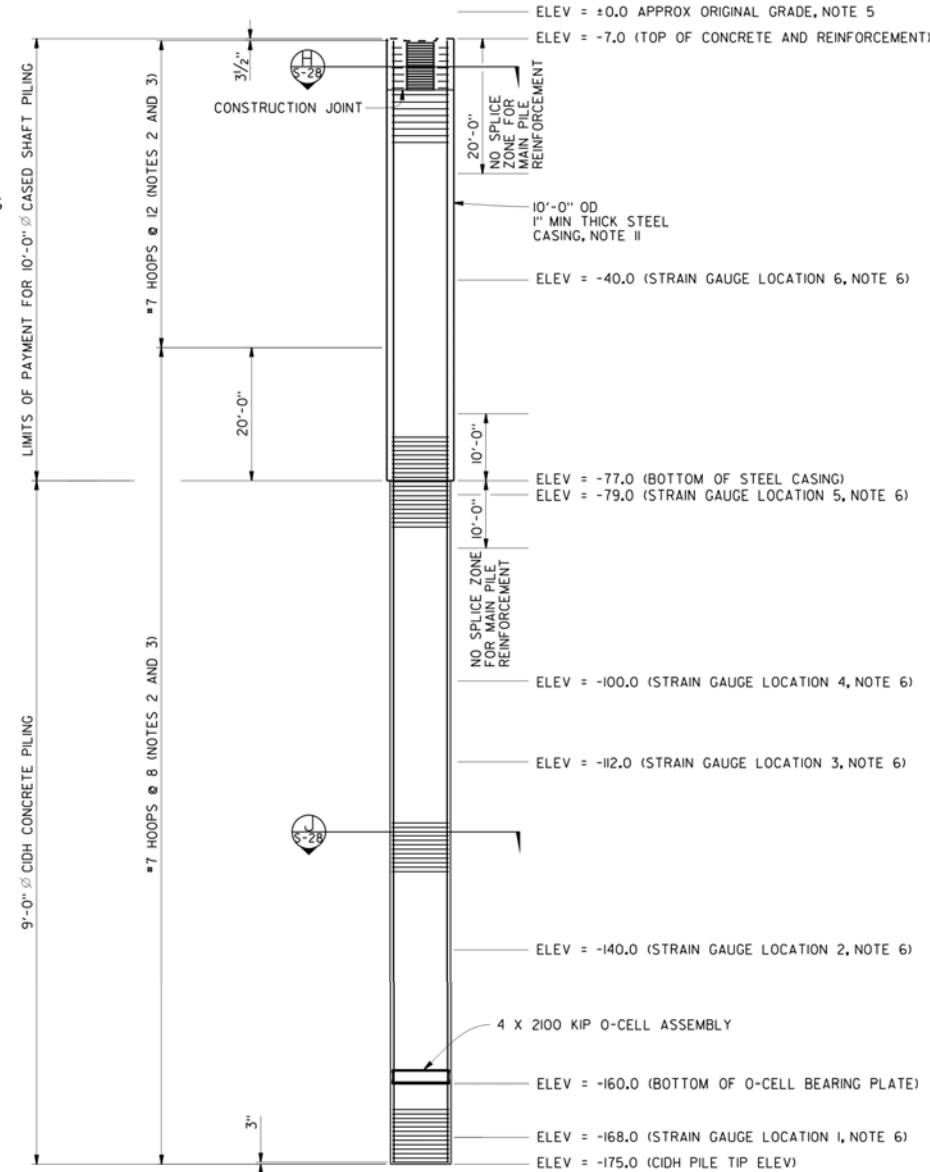 ELEV = ±0.0 APPROX ORIGINAL GRADE, NOTE 5
ELEV = -7.0 (TOP OF CONCRETE AND REINFORCEMENT)
3½"
H
S-28
CONSTRUCTION JOINT
20'-0"
NO SPLICE
ZONE FOR
MAIN PILE
REINFORCEMENT
LIMITS OF PAYMENT FOR 10'-0" Ø CASED SHAFT PILING
#7 HOOPS @ 12 (NOTES 2 AND 3)
10'-0" OD
1" MIN THICK STEEL
CASING, NOTE 11
ELEV = -40.0 (STRAIN GAUGE LOCATION 6, NOTE 6)
20'-0"
10'-0"
ELEV = -77.0 (BOTTOM OF STEEL CASING)
ELEV = -79.0 (STRAIN GAUGE LOCATION 5, NOTE 6)
10'-0"
NO SPLICE ZONE
FOR MAIN PILE
REINFORCEMENT
9'-0" Ø CIDH CONCRETE PILING
#7 HOOPS @ 8 (NOTES 2 AND 3)
ELEV = -100.0 (STRAIN GAUGE LOCATION 4, NOTE 6)
ELEV = -112.0 (STRAIN GAUGE LOCATION 3, NOTE 6)
J
S-28
ELEV = -140.0 (STRAIN GAUGE LOCATION 2, NOTE 6)
4 X 2100 KIP O-CELL ASSEMBLY
ELEV = -160.0 (BOTTOM OF O-CELL BEARING PLATE)
3"
ELEV = -168.0 (STRAIN GAUGE LOCATION 1, NOTE 6)
ELEV = -175.0 (CIDH PILE TIP ELEV)